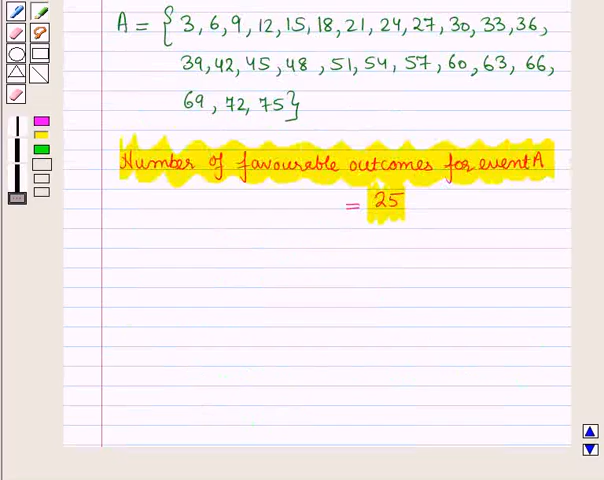 A = { 3, 6, 9, 12, 15, 18, 21, 24, 27, 30, 33, 36,
39, 42, 45, 48, 51, 54, 57, 60, 63, 66,
69, 72, 75}
Number of favourable outcomes for event A
= 25